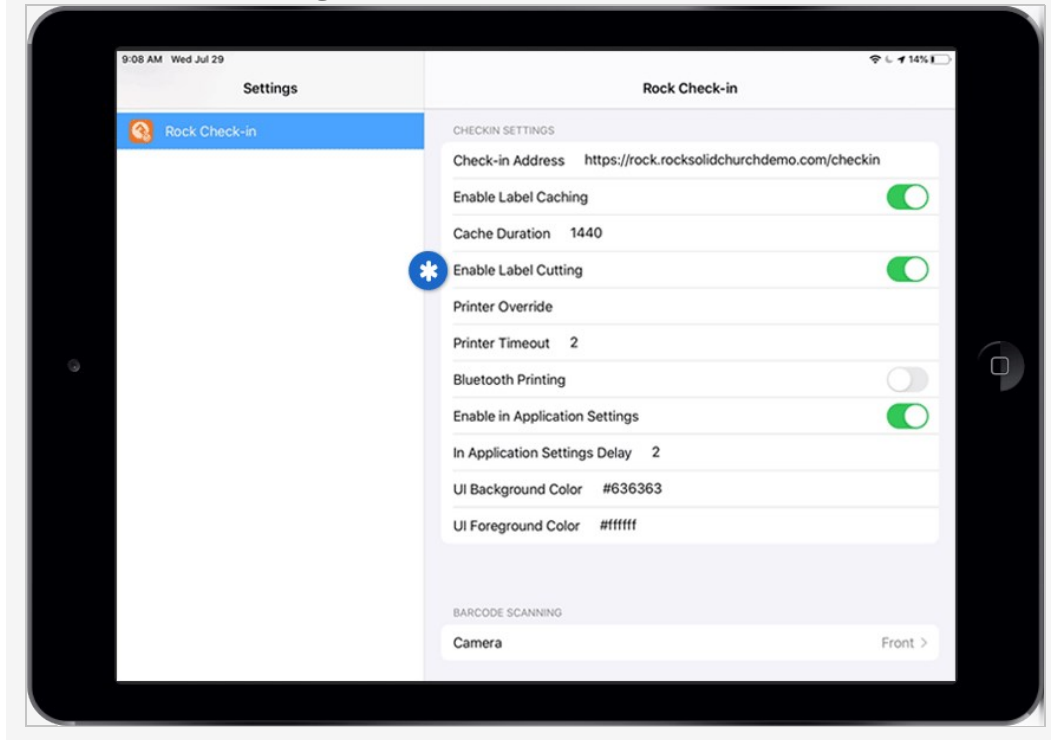 9:08 AM Wed Jul 29
14%
Settings
Rock Check-in
Rock Check-in
CHECKIN SETTINGS
Check-in Address https://rock.rocksolidchurchdemo.com/checkin
Enable Label Caching
Cache Duration 1440
Enable Label Cutting
Printer Override
Printer Timeout 2
Bluetooth Printing
Enable in Application Settings
In Application Settings Delay 2
UI Background Color #636363
UI Foreground Color #ffffff
BARCODE SCANNING
Camera Front >